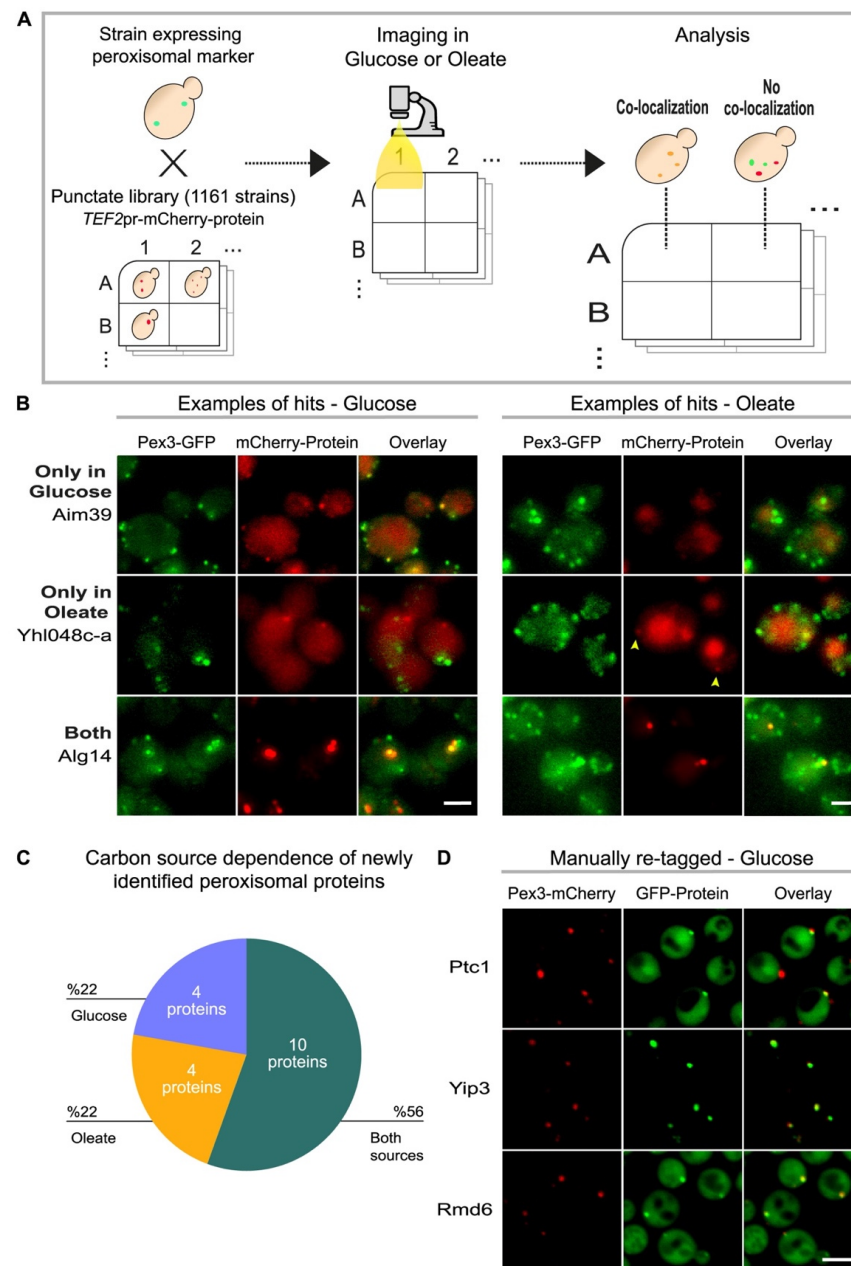 A
Strain expressing
peroxisomal marker
Punctate library (1161 strains)
TEF2pr-mCherry-protein
1 2 ...
A
B
...
Imaging in
Glucose or Oleate
1 2 ...
A
B
...
Analysis
Co-localization
No
co-localization
...
A
B
...
B
Examples of hits - Glucose
Pex3-GFP mCherry-Protein Overlay
Only in
Glucose
Aim39
Only in
Oleate
Yhl048c-a
Both
Alg14
Examples of hits - Oleate
Pex3-GFP mCherry-Protein Overlay
C
Carbon source dependence of newly
identified peroxisomal proteins
%22
Glucose
4
proteins
10
proteins
4
proteins
%22
Oleate
%56
Both
sources
D
Manually re-tagged - Glucose
Pex3-mCherry GFP-Protein Overlay
Ptc1
Yip3
Rmd6